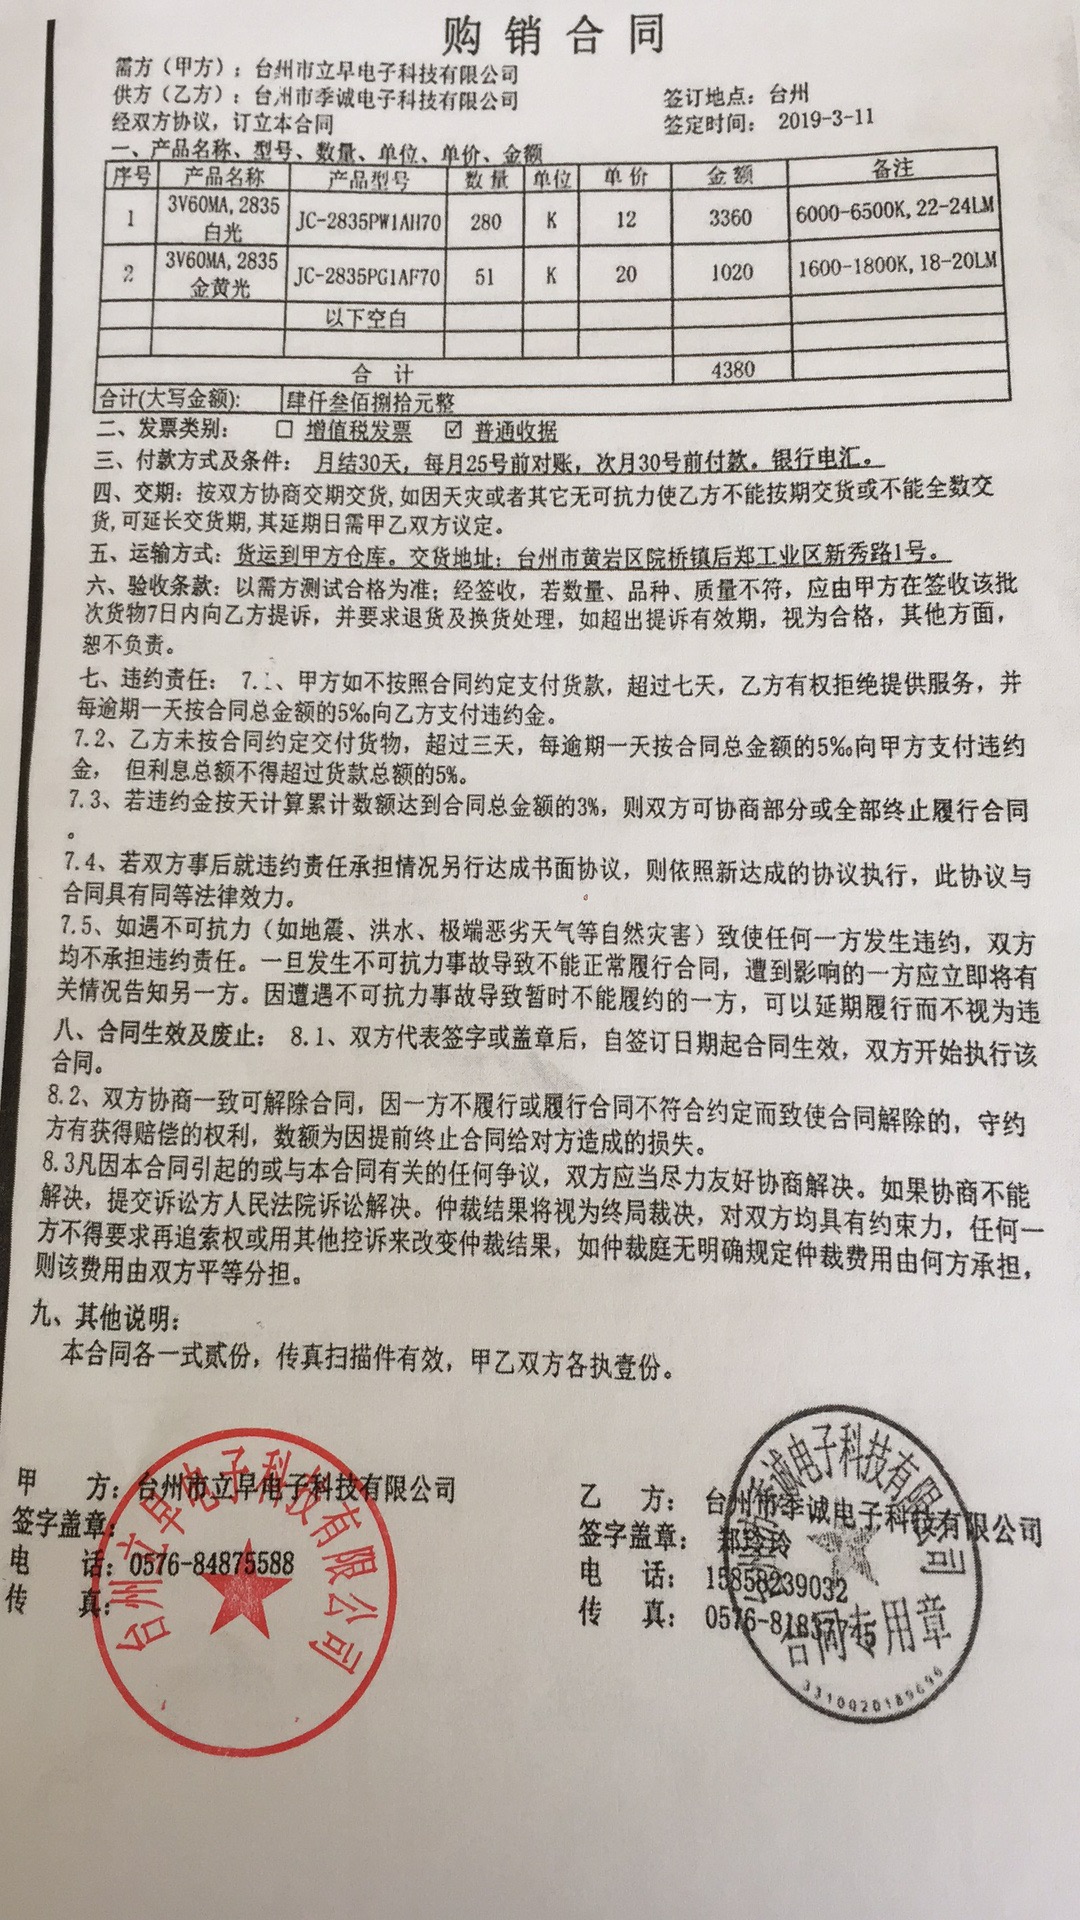 购销合同
需方（甲方）：台州市立早电子科技有限公司
供方（乙方）：台州市季诚电子科技有限公司
签订地点：台州
经双方协议，订立本合同
签定时间：2019-3-11
一、产品名称、型号、数量、单位、单价、金额
序号 产品名称 产品型号 数量 单位 单价 金额 备注
1 3V60MA,2835白光 JC-2835PW1AH70 280 K 12 3360 6000-6500K,22-24LM
2 3V60MA,2835金黄光 JC-2835PG1AF70 51 K 20 1020 1600-1800K,18-20LM
以下空白
合计 4380
合计(大写金额): 肆仟叁佰捌拾元整
二、发票类别： ☐ 增值税发票 ☑ 普通收据
三、付款方式及条件：月结30天，每月25号前对账，次月30号前付款。银行电汇。
四、交期：按双方协商交期交货,如因天灾或者其它无可抗力使乙方不能按期交货或不能全数交
货,可延长交货期,其延期日需甲乙双方议定。
五、运输方式：货运到甲方仓库。交货地址：台州市黄岩区院桥镇后郑工业区新秀路1号。
六、验收条款：以需方测试合格为准；经签收，若数量、品种、质量不符，应由甲方在签收该批
次货物7日内向乙方提诉，并要求退货及换货处理，如超出提诉有效期，视为合格，其他方面，
恕不负责。
七、违约责任： 7.1、甲方如不按照合同约定支付货款，超过七天，乙方有权拒绝提供服务，并
每逾期一天按合同总金额的5‰向乙方支付违约金。
7.2、乙方未按合同约定交付货物，超过三天，每逾期一天按合同总金额的5‰向甲方支付违约
金， 但利息总额不得超过货款总额的5%。
7.3、若违约金按天计算累计数额达到合同总金额的3%，则双方可协商部分或全部终止履行合同
。
7.4、若双方事后就违约责任承担情况另行达成书面协议，则依照新达成的协议执行，此协议与
合同具有同等法律效力。
7.5、如遇不可抗力（如地震、洪水、极端恶劣天气等自然灾害）致使任何一方发生违约，双方
均不承担违约责任。一旦发生不可抗力事故导致不能正常履行合同，遭到影响的一方应立即将有
关情况告知另一方。因遭遇不可抗力事故导致暂时不能履约的一方，可以延期履行而不视为违
八、合同生效及废止： 8.1、双方代表签字或盖章后，自签订日期起合同生效，双方开始执行该
合同。
8.2、双方协商一致可解除合同，因一方不履行或履行合同不符合约定而致使合同解除的，守约
方有获得赔偿的权利，数额为因提前终止合同给对方造成的损失。
8.3凡因本合同引起的或与本合同有关的任何争议，双方应当尽力友好协商解决。如果协商不能
解决，提交诉讼方人民法院诉讼解决。仲裁结果将视为终局裁决，对双方均具有约束力，任何一
方不得要求再追索权或用其他控诉来改变仲裁结果，如仲裁庭无明确规定仲裁费用由何方承担，
则该费用由双方平等分担。
九、其他说明：
本合同各一式贰份，传真扫描件有效，甲乙双方各执壹份。
甲 方：台州市立早电子科技有限公司
签字盖章：
电 话：0576-84875588
传 真：
台州立早电子科技有限公司
乙 方： 台州市季诚电子科技有限公司
签字盖章： 郑玲玲
电 话： 15858239032
传 真： 0576-81837745
季诚电子科技有限公司
合同专用章